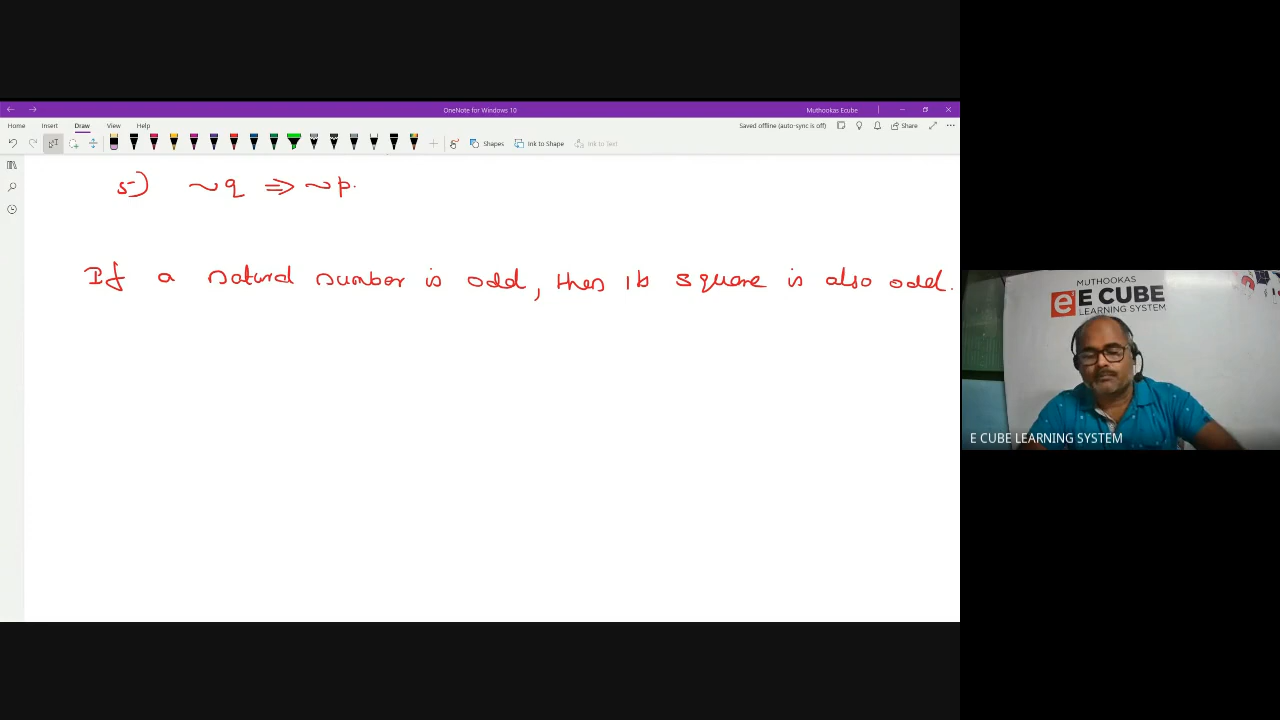 OneNote for Windows 10
Muthookas Ecube
Home Insert Draw View Help
Saved offline (auto-sync is off)
Share
Shapes
Ink to Shape
Ink to Text
5) ~q ⇒ ~p.
If a natural number is odd, then its square is also odd.
MUTHOOKAS
e E CUBE
LEARNING SYSTEM
E CUBE LEARNING SYSTEM